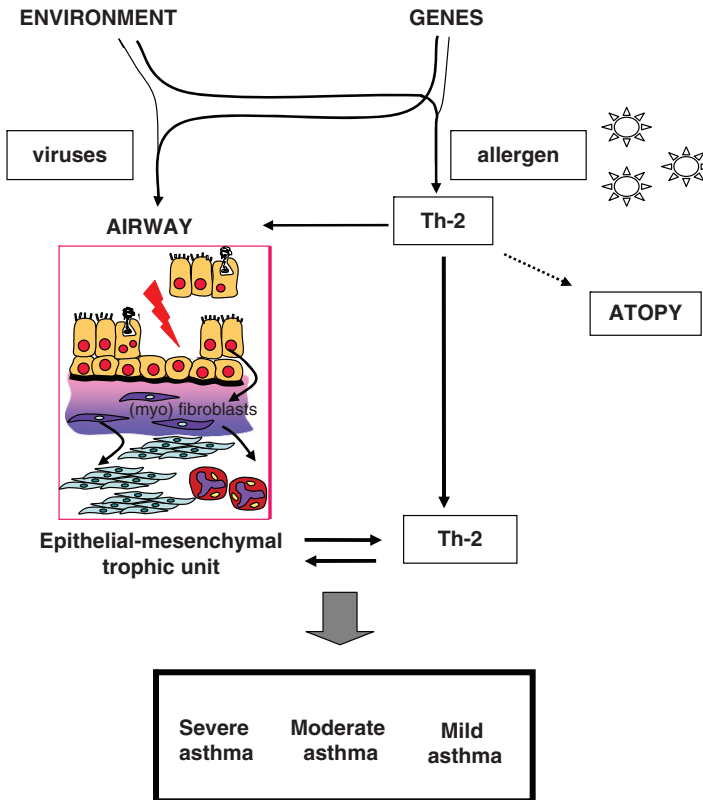 ENVIRONMENT
GENES
viruses
allergen
AIRWAY
Th-2
ATOPY
(myo) fibroblasts
Epithelial-mesenchymal
trophic unit
Th-2
Severe
asthma
Moderate
asthma
Mild
asthma